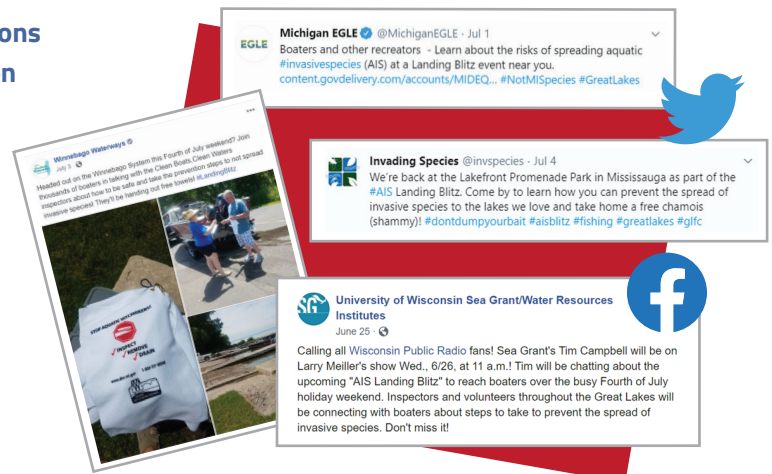 ons
n
EGLE
Michigan EGLE @MichiganEGLE · Jul 1
Boaters and other recreators - Learn about the risks of spreading aquatic
#invasivespecies (AIS) at a Landing Blitz event near you.
content.govdelivery.com/accounts/MIDEQ... #NotMISpecies #GreatLakes
Winnebago Waterways
July 3
Headed out on the Winnebago System this Fourth of July weekend? Join
thousands of boaters in talking with the Clean Boats,Clean Waters
inspectors about how to be safe and take the prevention steps to not spread
invasive species! They'll be handing out free towels! #LandingBlitz
STOP AQUATIC HITCHHIKERS!
INSPECT
REMOVE
DRAIN
Invading Species @invspecies · Jul 4
We're back at the Lakefront Promenade Park in Mississauga as part of the
#AIS Landing Blitz. Come by to learn how you can prevent the spread of
invasive species to the lakes we love and take home a free chamois
(shammy)! #dontdumpyourbait #aisblitz #fishing #greatlakes #glfc
SG
University of Wisconsin Sea Grant/Water Resources
Institutes
June 25 ·
Calling all Wisconsin Public Radio fans! Sea Grant's Tim Campbell will be on
Larry Meiller's show Wed., 6/26, at 11 a.m.! Tim will be chatting about the
upcoming "AIS Landing Blitz" to reach boaters over the busy Fourth of July
holiday weekend. Inspectors and volunteers throughout the Great Lakes will
be connecting with boaters about steps to take to prevent the spread of
invasive species. Don't miss it!